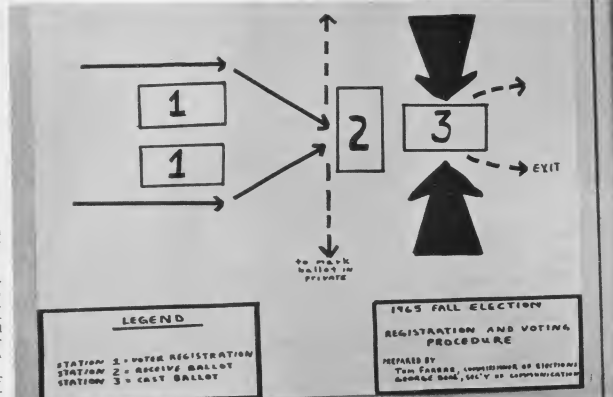 1
1
2
3
EXIT
to mark
ballot in
private
LEGEND
STATION 1 = VOTER REGISTRATION
STATION 2 = RECEIVE BALLOT
STATION 3 = CAST BALLOT
1965 FALL ELECTION
REGISTRATION AND VOTING
PROCEDURE
PREPARED BY
TOM FARRAR, COMMISSIONER OF ELECTIONS
GEORGE, SEC'Y OF COMMUNICATION